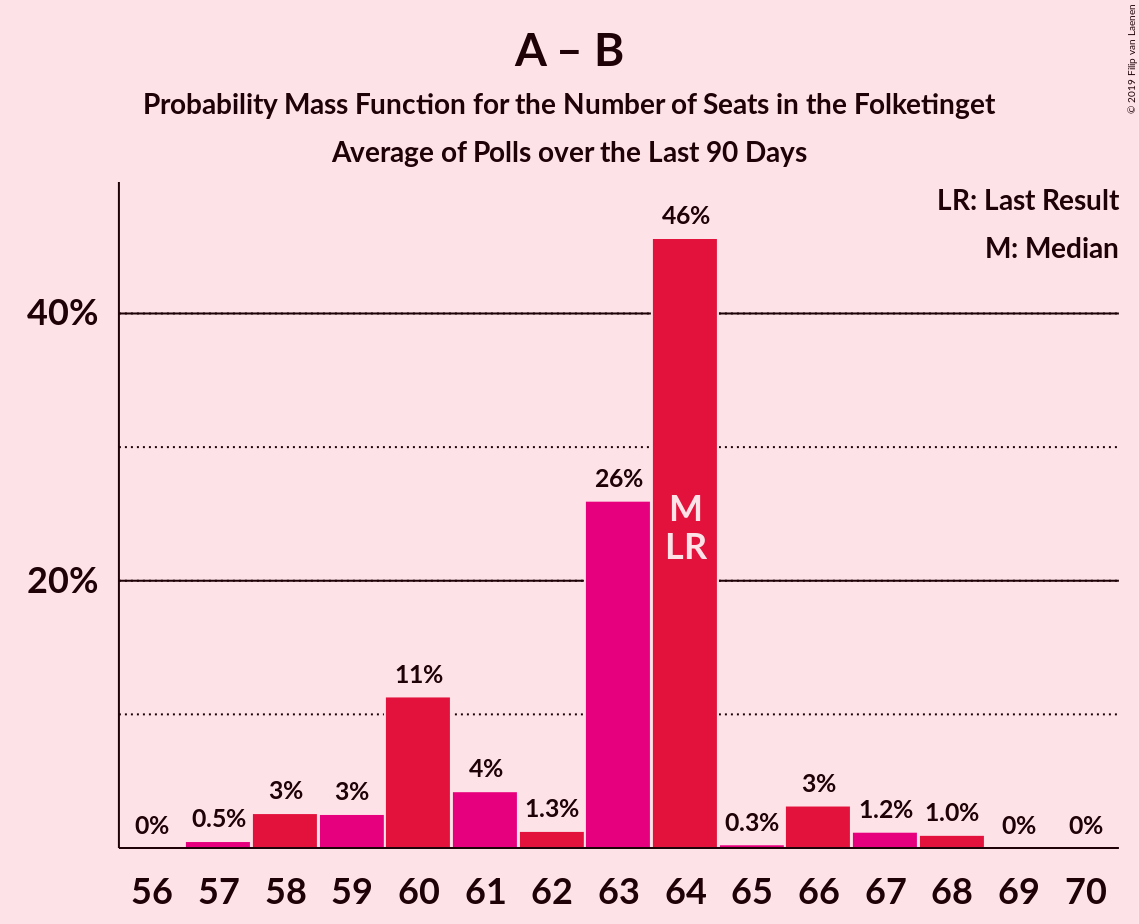 A – B
Probability Mass Function for the Number of Seats in the Folketinget
Average of Polls over the Last 90 Days
© 2019 Filip van Laenen
LR: Last Result
M: Median
40%
20%
0%
0.5%
3%
3%
11%
4%
1.3%
26%
46%
0.3%
3%
1.2%
1.0%
0%
0%
M
LR
56 57 58 59 60 61 62 63 64 65 66 67 68 69 70